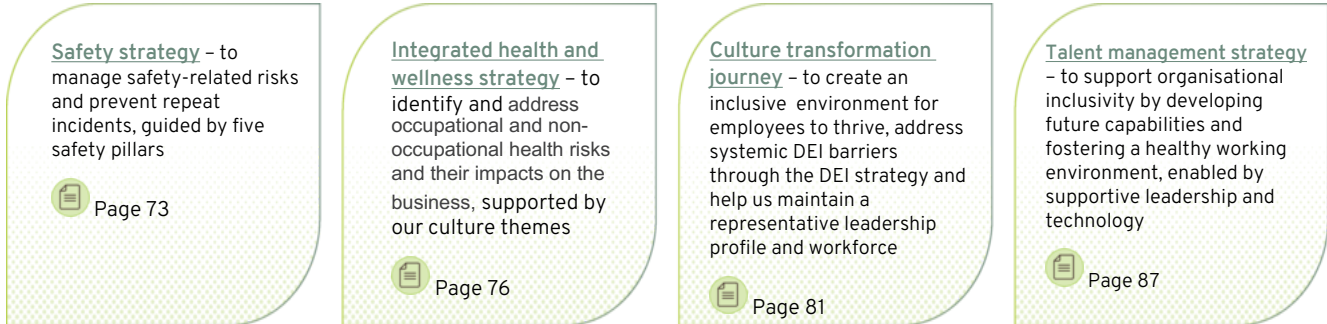 Safety strategy – to
manage safety-related risks
and prevent repeat
incidents, guided by five
safety pillars
Page 73
Integrated health and
wellness strategy – to
identify and address
occupational and non-
occupational health risks
and their impacts on the
business, supported by
our culture themes
Page 76
Culture transformation
journey – to create an
inclusive environment for
employees to thrive, address
systemic DEI barriers
through the DEI strategy and
help us maintain a
representative leadership
profile and workforce
Page 81
Talent management strategy
– to support organisational
inclusivity by developing
future capabilities and
fostering a healthy working
environment, enabled by
supportive leadership and
technology
Page 87